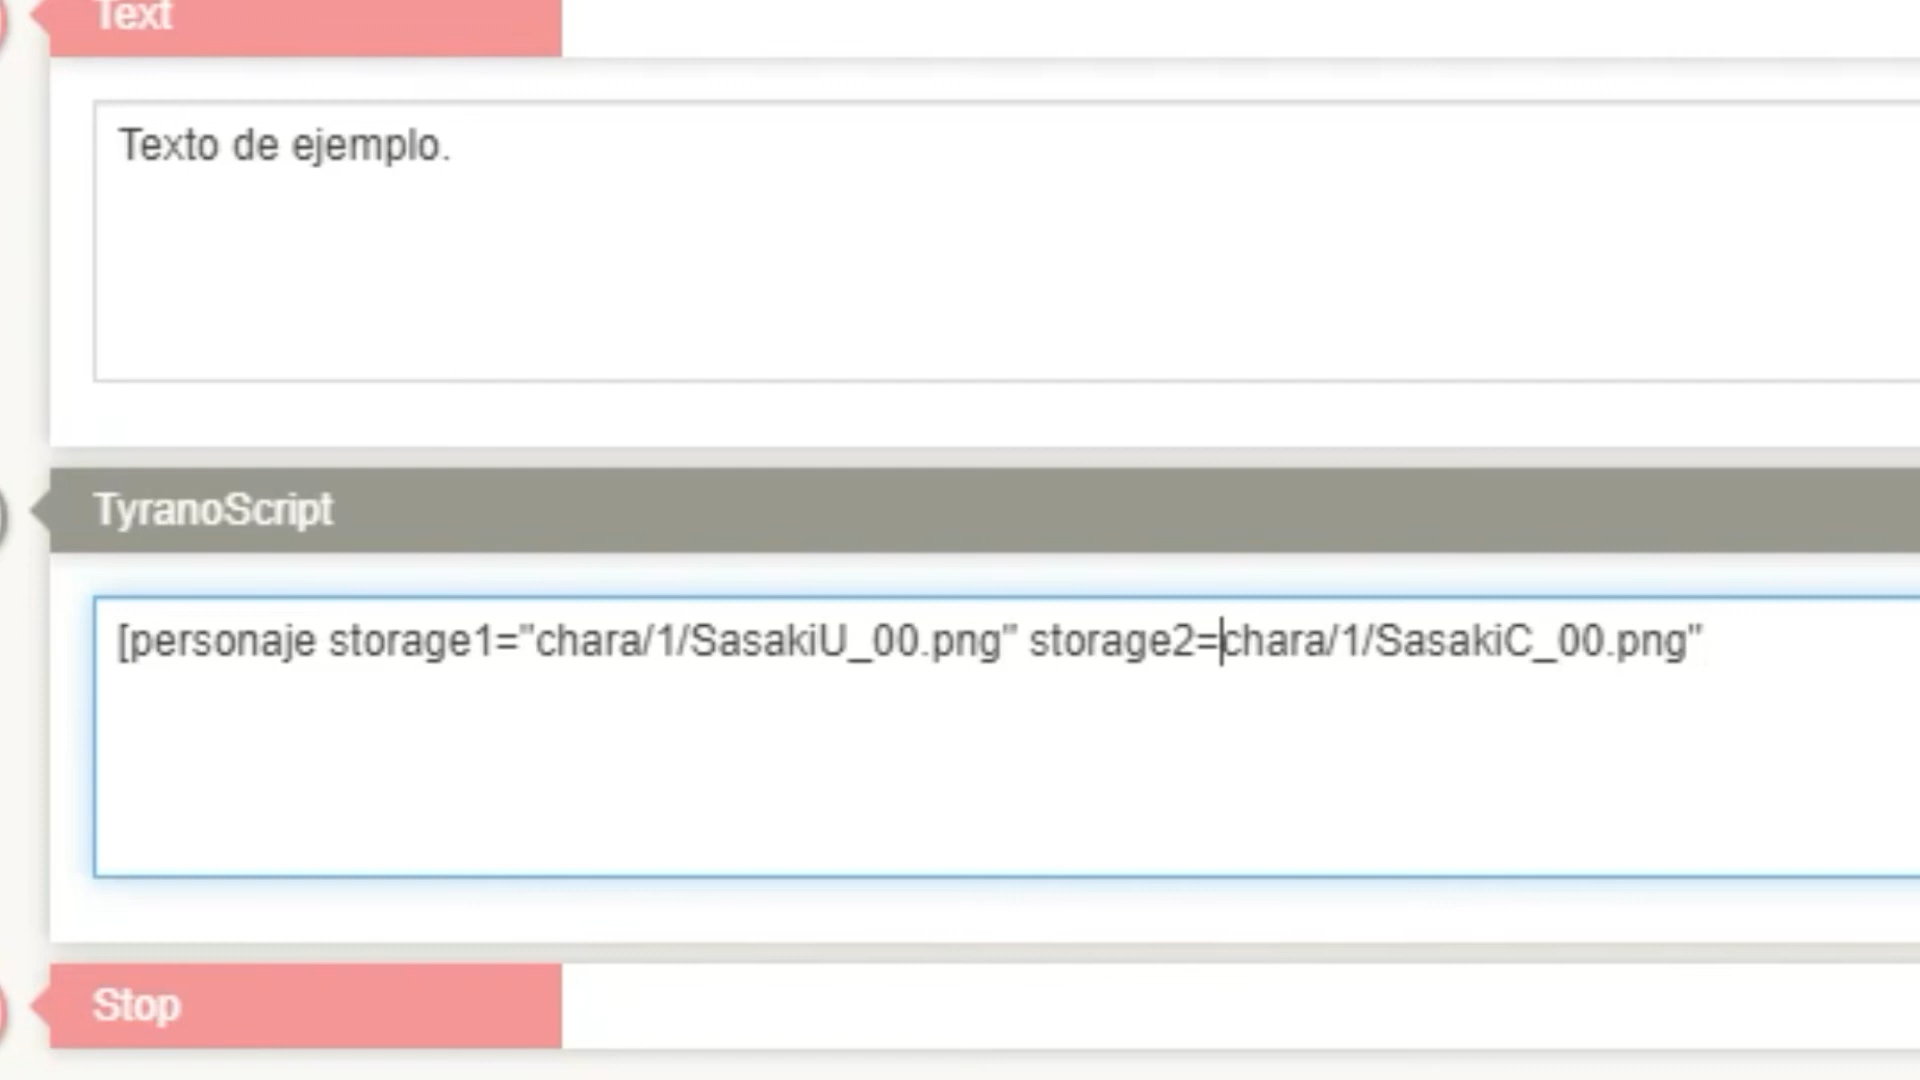 Text
Texto de ejemplo.
TyranoScript
[personaje storage1="chara/1/SasakiU_00.png" storage2=chara/1/SasakiC_00.png"
Stop